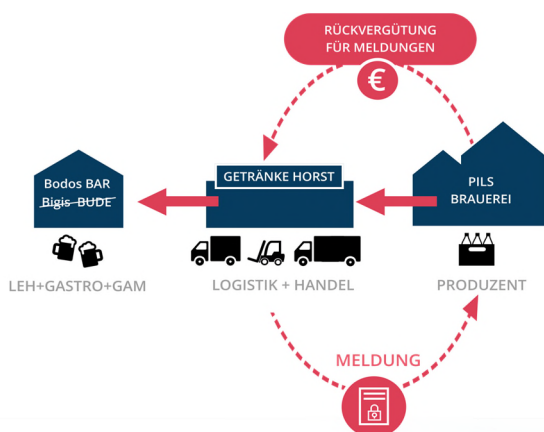 RÜCKVERGÜTUNG
FÜR MELDUNGEN
€
GETRÄNKE HORST
Bodos BAR
Bigis BUDE
PILS
BRAUEREI
LEH+GASTRO+GAM
LOGISTIK + HANDEL
PRODUZENT
MELDUNG